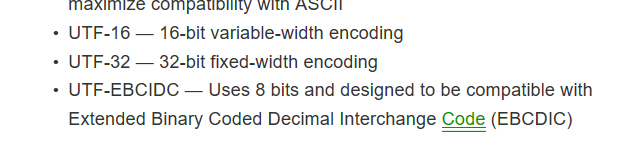 maximize compatibility with ASCII
• UTF-16 — 16-bit variable-width encoding
• UTF-32 — 32-bit fixed-width encoding
• UTF-EBCIDC — Uses 8 bits and designed to be compatible with
Extended Binary Coded Decimal Interchange Code (EBCDIC)